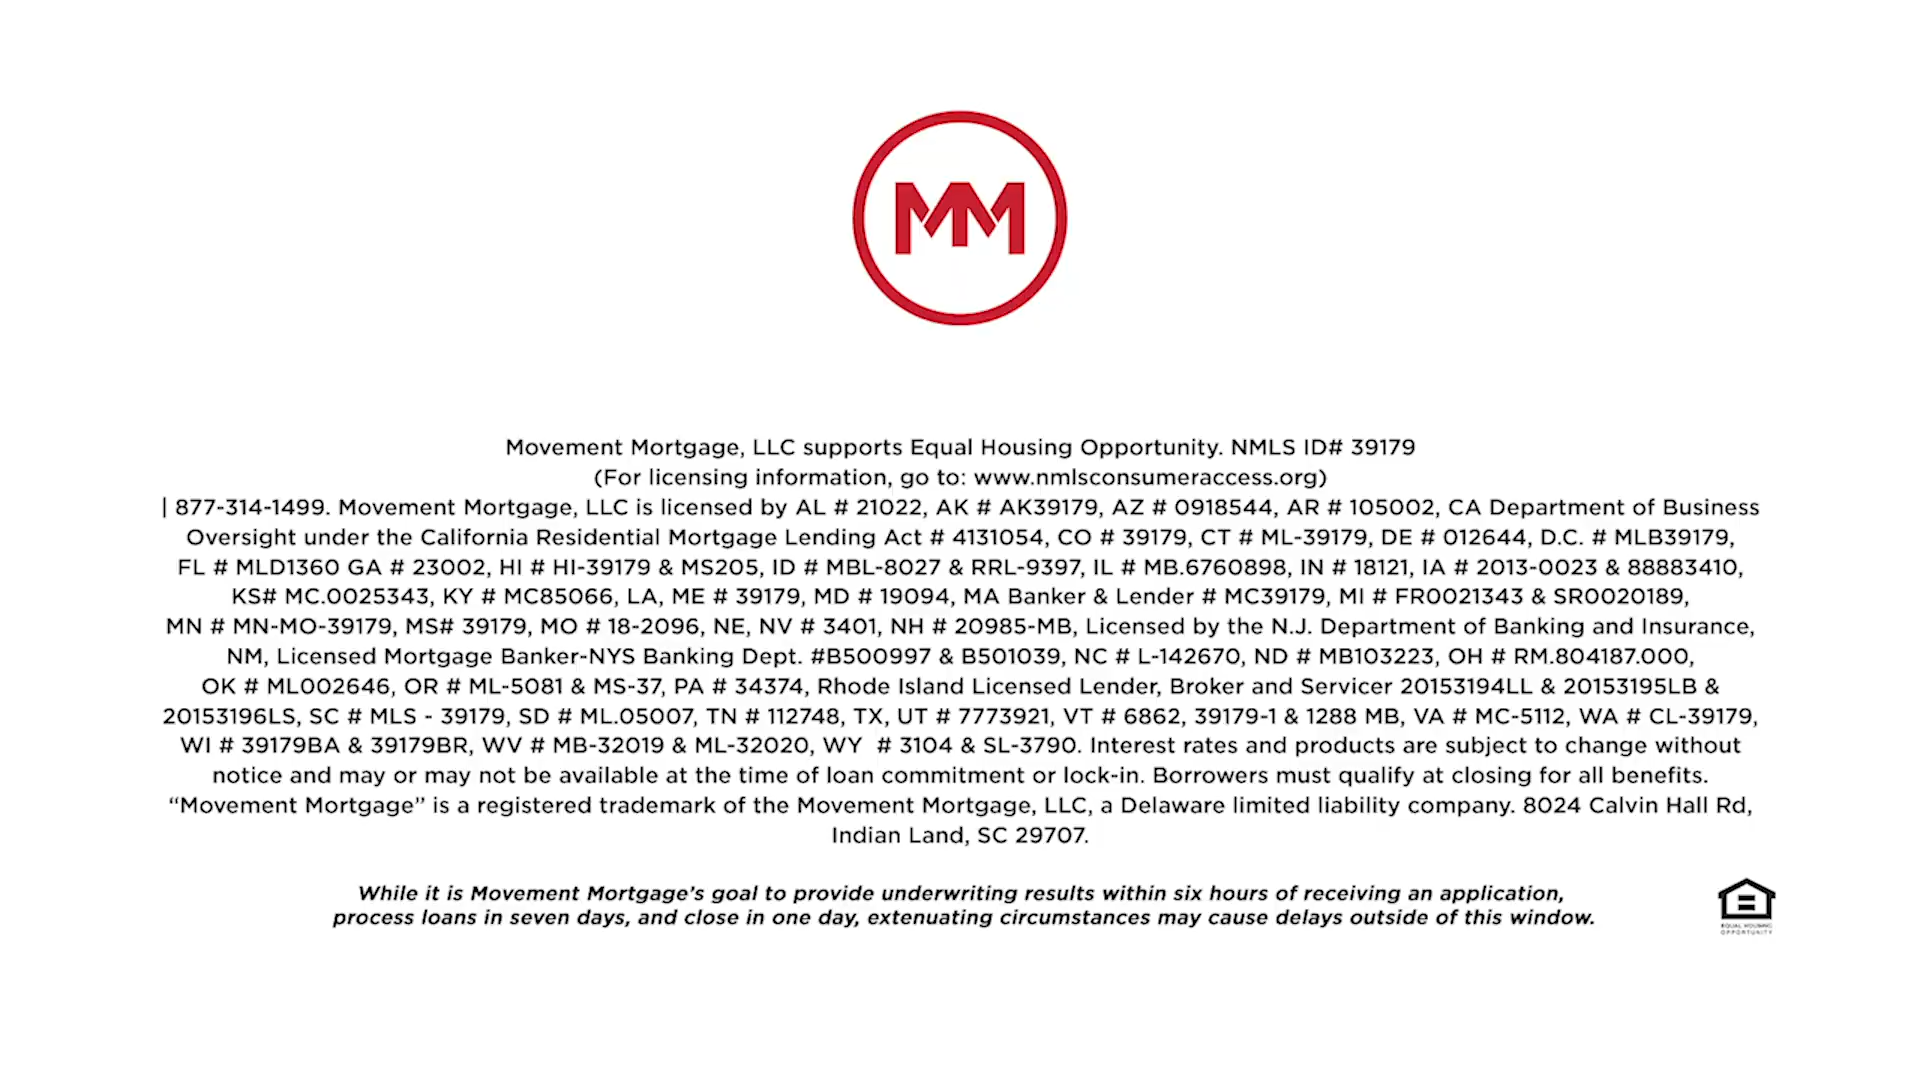 MM
Movement Mortgage, LLC supports Equal Housing Opportunity. NMLS ID# 39179
(For licensing information, go to: www.nmlsconsumeraccess.org)
| 877-314-1499. Movement Mortgage, LLC is licensed by AL # 21022, AK # AK39179, AZ # 0918544, AR # 105002, CA Department of Business
Oversight under the California Residential Mortgage Lending Act # 4131054, CO # 39179, CT # ML-39179, DE # 012644, D.C. # MLB39179,
FL # MLD1360 GA # 23002, HI # HI-39179 & MS205, ID # MBL-8027 & RRL-9397, IL # MB.6760898, IN # 18121, IA # 2013-0023 & 88883410,
KS# MC.0025343, KY # MC85066, LA, ME # 39179, MD # 19094, MA Banker & Lender # MC39179, MI # FR0021343 & SR0020189,
MN # MN-MO-39179, MS# 39179, MO # 18-2096, NE, NV # 3401, NH # 20985-MB, Licensed by the N.J. Department of Banking and Insurance,
NM, Licensed Mortgage Banker-NYS Banking Dept. #B500997 & B501039, NC # L-142670, ND # MB103223, OH # RM.804187.000,
OK # ML002646, OR # ML-5081 & MS-37, PA # 34374, Rhode Island Licensed Lender, Broker and Servicer 20153194LL & 20153195LB &
20153196LS, SC # MLS - 39179, SD # ML.05007, TN # 112748, TX, UT # 7773921, VT # 6862, 39179-1 & 1288 MB, VA # MC-5112, WA # CL-39179,
WI # 39179BA & 39179BR, WV # MB-32019 & ML-32020, WY # 3104 & SL-3790. Interest rates and products are subject to change without
notice and may or may not be available at the time of loan commitment or lock-in. Borrowers must qualify at closing for all benefits.
“Movement Mortgage” is a registered trademark of the Movement Mortgage, LLC, a Delaware limited liability company. 8024 Calvin Hall Rd,
Indian Land, SC 29707.
While it is Movement Mortgage’s goal to provide underwriting results within six hours of receiving an application,
process loans in seven days, and close in one day, extenuating circumstances may cause delays outside of this window.
EQUAL HOUSING
OPPORTUNITY